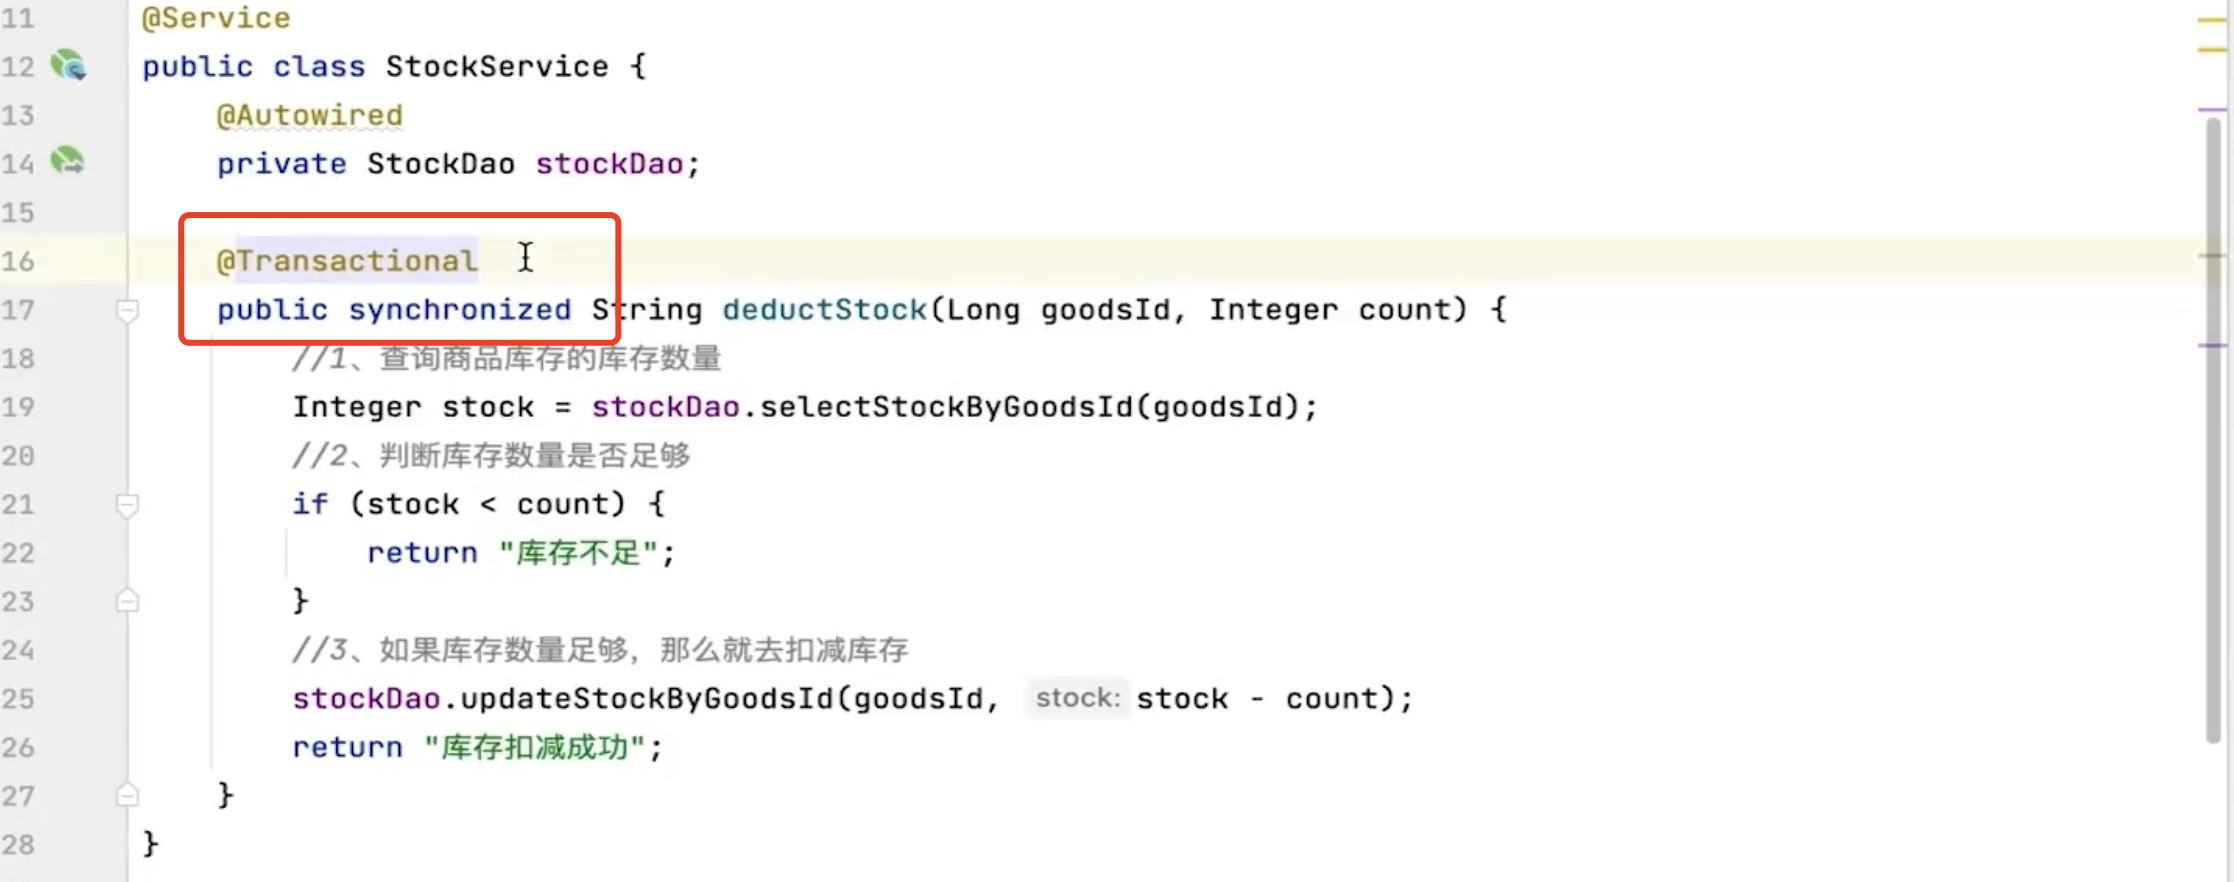 11 @Service
12 public class StockService {
13 @Autowired
14 private StockDao stockDao;
15
16 @Transactional
17 public synchronized String deductStock(Long goodsId, Integer count) {
18 //1、查询商品库存的库存数量
19 Integer stock = stockDao.selectStockByGoodsId(goodsId);
20 //2、判断库存数量是否足够
21 if (stock < count) {
22 return "库存不足";
23 }
24 //3、如果库存数量足够，那么就去扣减库存
25 stockDao.updateStockByGoodsId(goodsId, stock: stock - count);
26 return "库存扣减成功";
27 }
28 }